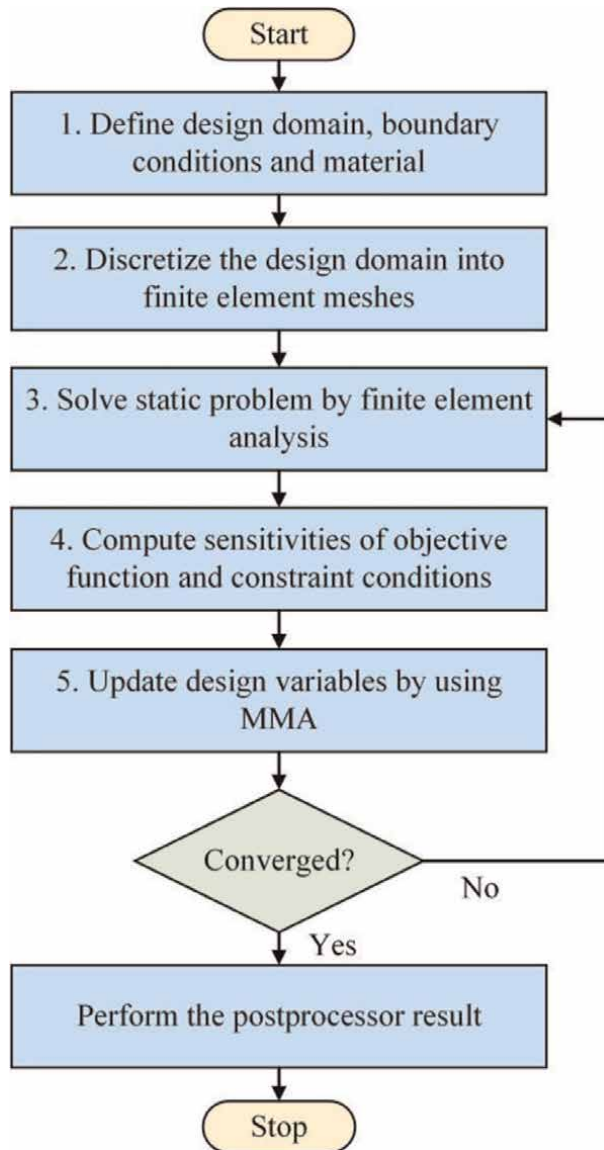 Start
1. Define design domain, boundary
conditions and material
2. Discretize the design domain into
finite element meshes
3. Solve static problem by finite element
analysis
4. Compute sensitivities of objective
function and constraint conditions
5. Update design variables by using
MMA
Converged?
No
Yes
Perform the postprocessor result
Stop